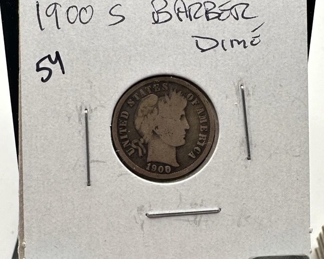 1900 S BARBER
DIME
54
UNITED STATES OF AMERICA
1900